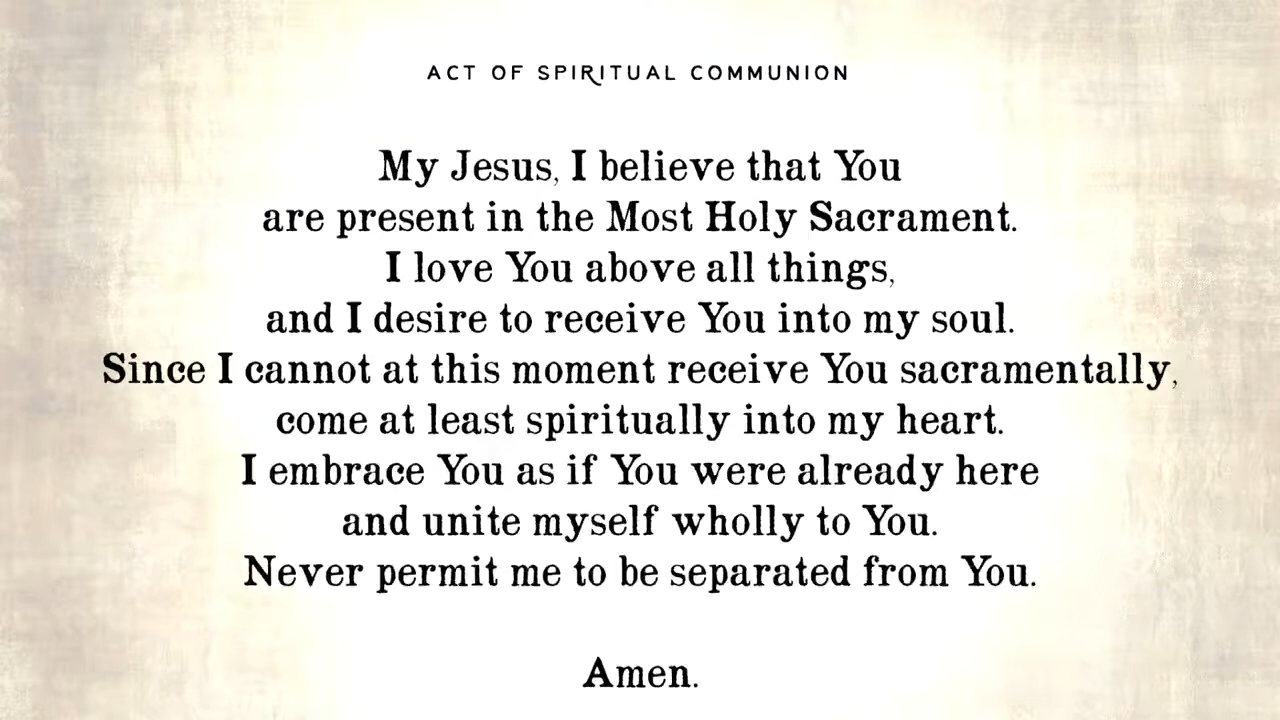 ACT OF SPIRITUAL COMMUNION
My Jesus, I believe that You
are present in the Most Holy Sacrament.
I love You above all things,
and I desire to receive You into my soul.
Since I cannot at this moment receive You sacramentally,
come at least spiritually into my heart.
I embrace You as if You were already here
and unite myself wholly to You.
Never permit me to be separated from You.
Amen.